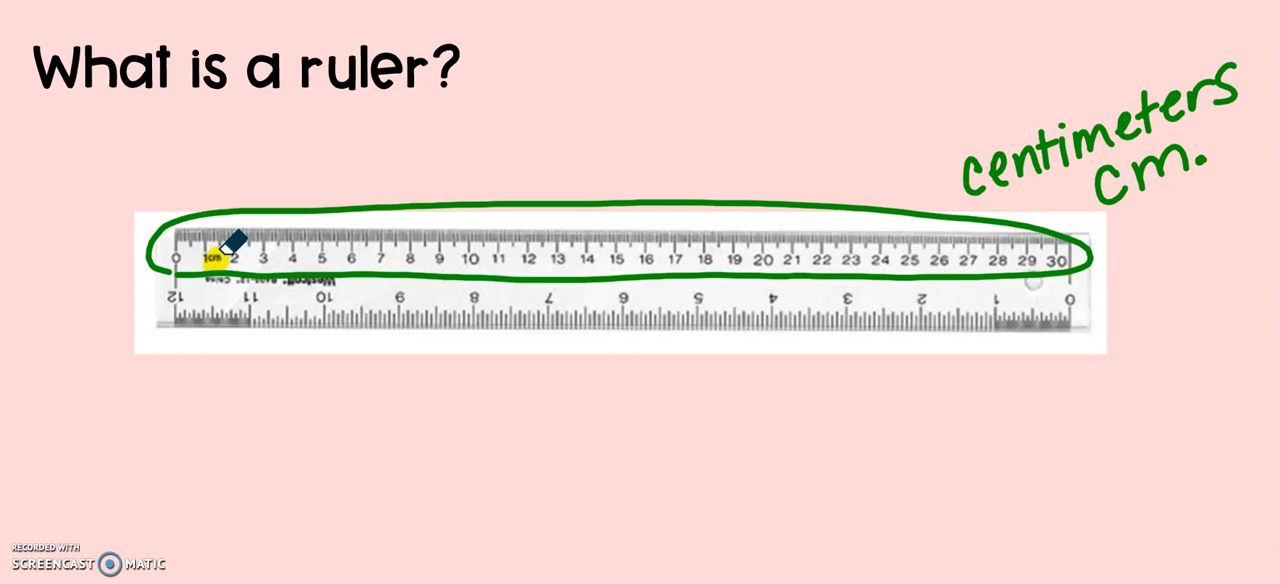 What is a ruler?
centimeters
cm.
0 1cm 2 3 4 5 6 7 8 9 10 11 12 13 14 15 16 17 18 19 20 21 22 23 24 25 26 27 28 29 30
Westcott®
12 11 10 9 8 7 6 5 4 3 2 1 0
RECORDED WITH
SCREENCAST MATIC